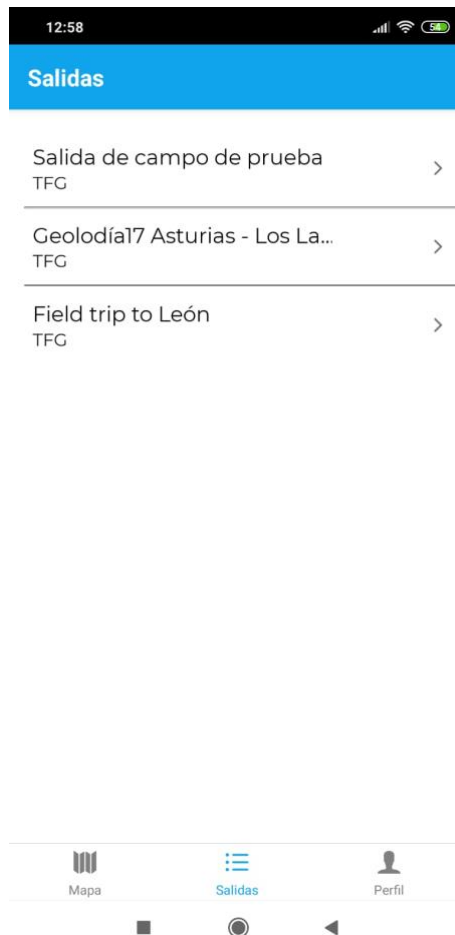 12:58
54
Salidas
Salida de campo de prueba
TFG
Geolodía17 Asturias - Los La...
TFG
Field trip to León
TFG
Mapa
Salidas
Perfil